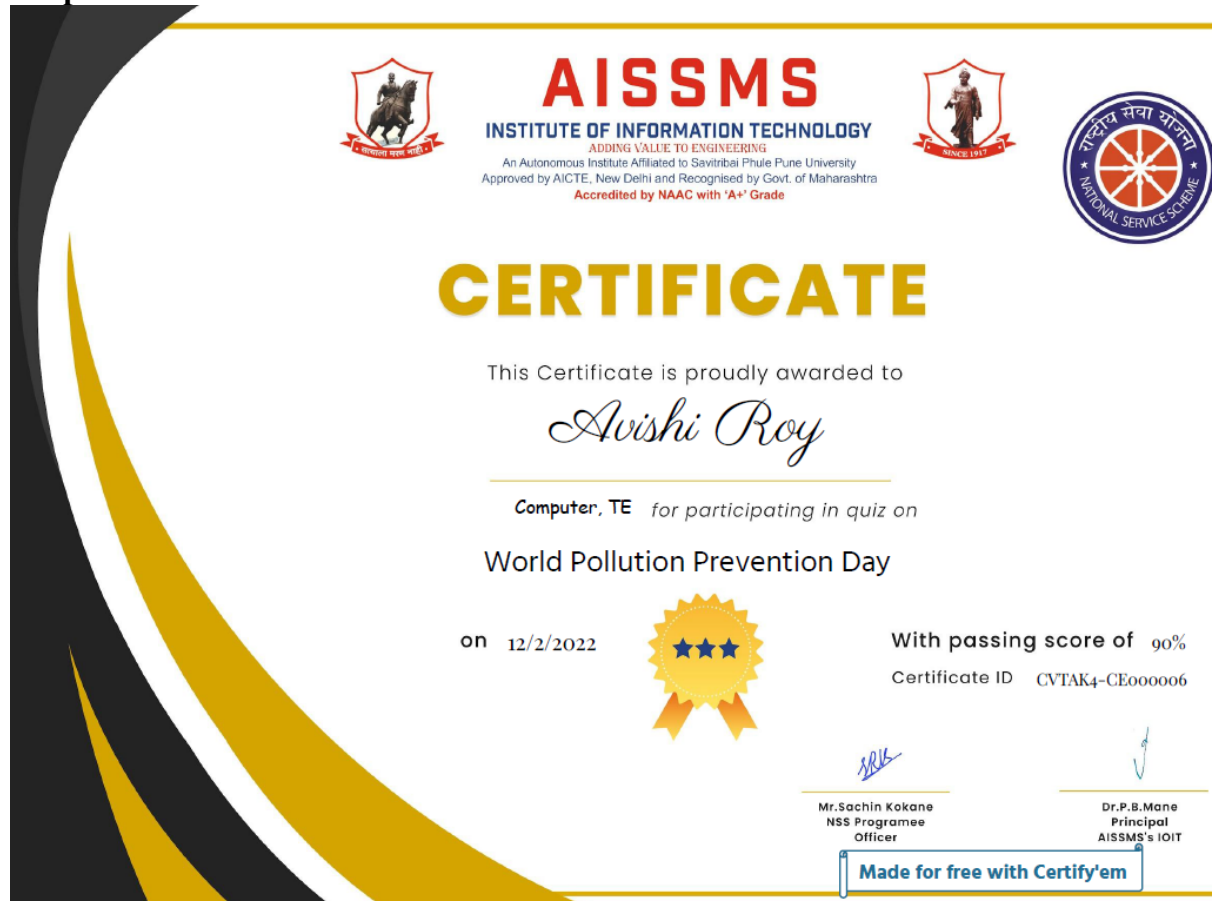 AISSMS
INSTITUTE OF INFORMATION TECHNOLOGY
ADDING VALUE TO ENGINEERING
An Autonomous Institute Affiliated to Savitribai Phule Pune University
Approved by AICTE, New Delhi and Recognised by Govt. of Maharashtra
Accredited by NAAC with 'A+' Grade
सत्याला मरण नाही
SINCE 1917
राष्ट्रीय सेवा योजना
NATIONAL SERVICE SCHEME
CERTIFICATE
This Certificate is proudly awarded to
Avishi Roy
Computer, TE for participating in quiz on
World Pollution Prevention Day
on 12/2/2022
With passing score of 90%
Certificate ID CVTAK4-CE000006
SRK
Mr.Sachin Kokane
NSS Programee
Officer
Dr.P.B.Mane
Principal
AISSMS's IOIT
Made for free with Certify'em